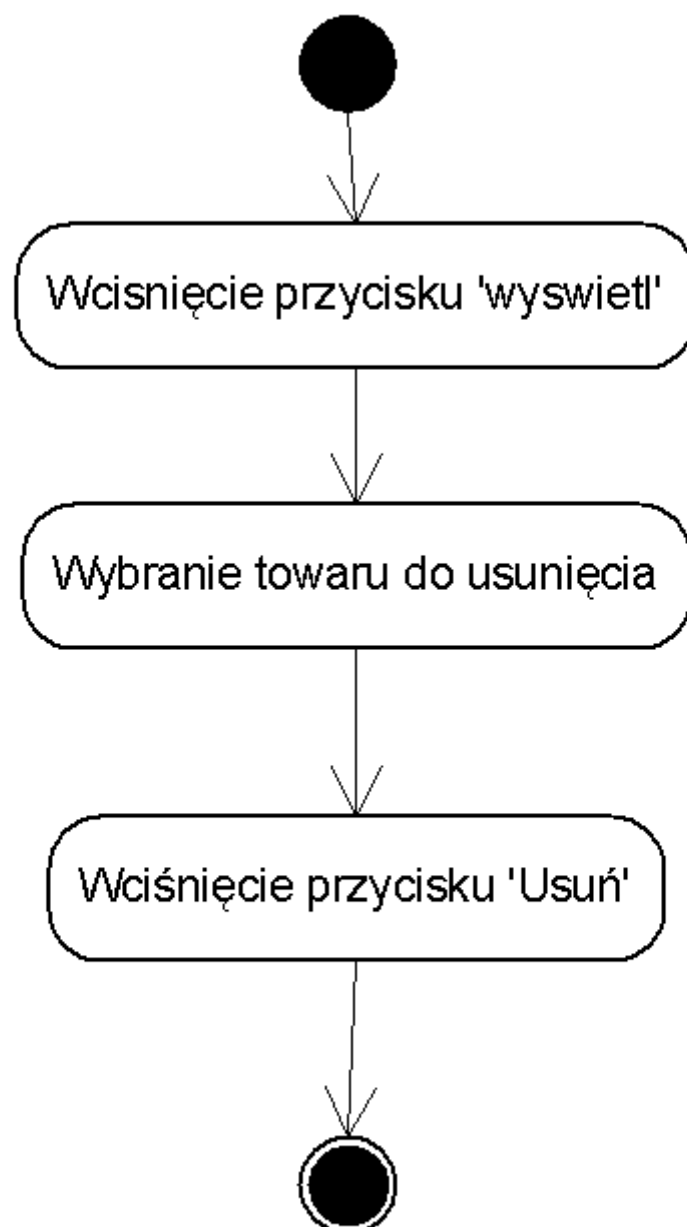 Wcisnięcie przycisku 'wyswietl'
Wybranie towaru do usunięcia
Wciśnięcie przycisku 'Usuń'